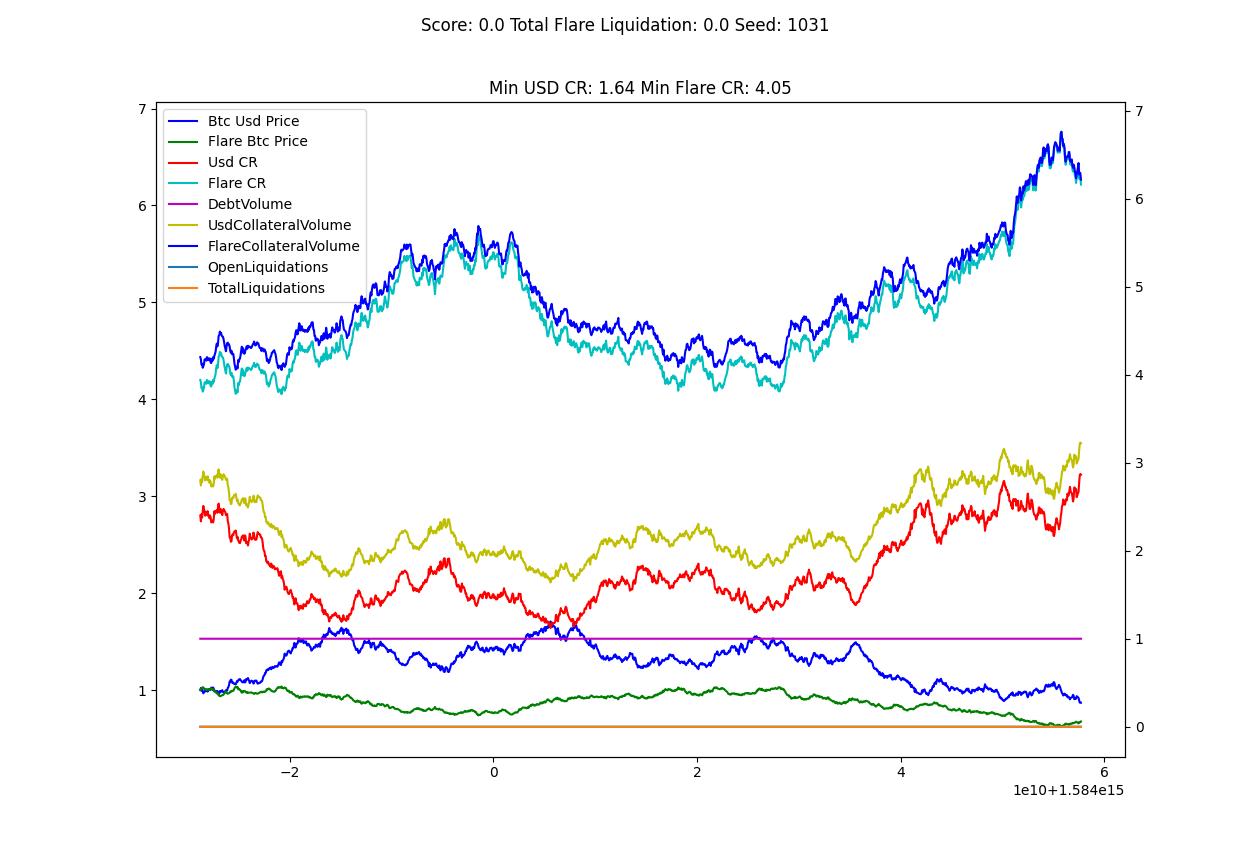 Score: 0.0 Total Flare Liquidation: 0.0 Seed: 1031
Min USD CR: 1.64 Min Flare CR: 4.05
Btc Usd Price
Flare Btc Price
Usd CR
Flare CR
DebtVolume
UsdCollateralVolume
FlareCollateralVolume
OpenLiquidations
TotalLiquidations
7
6
5
4
3
2
1
7
6
5
4
3
2
1
0
−2
0
2
4
6
1e10+1.584e15